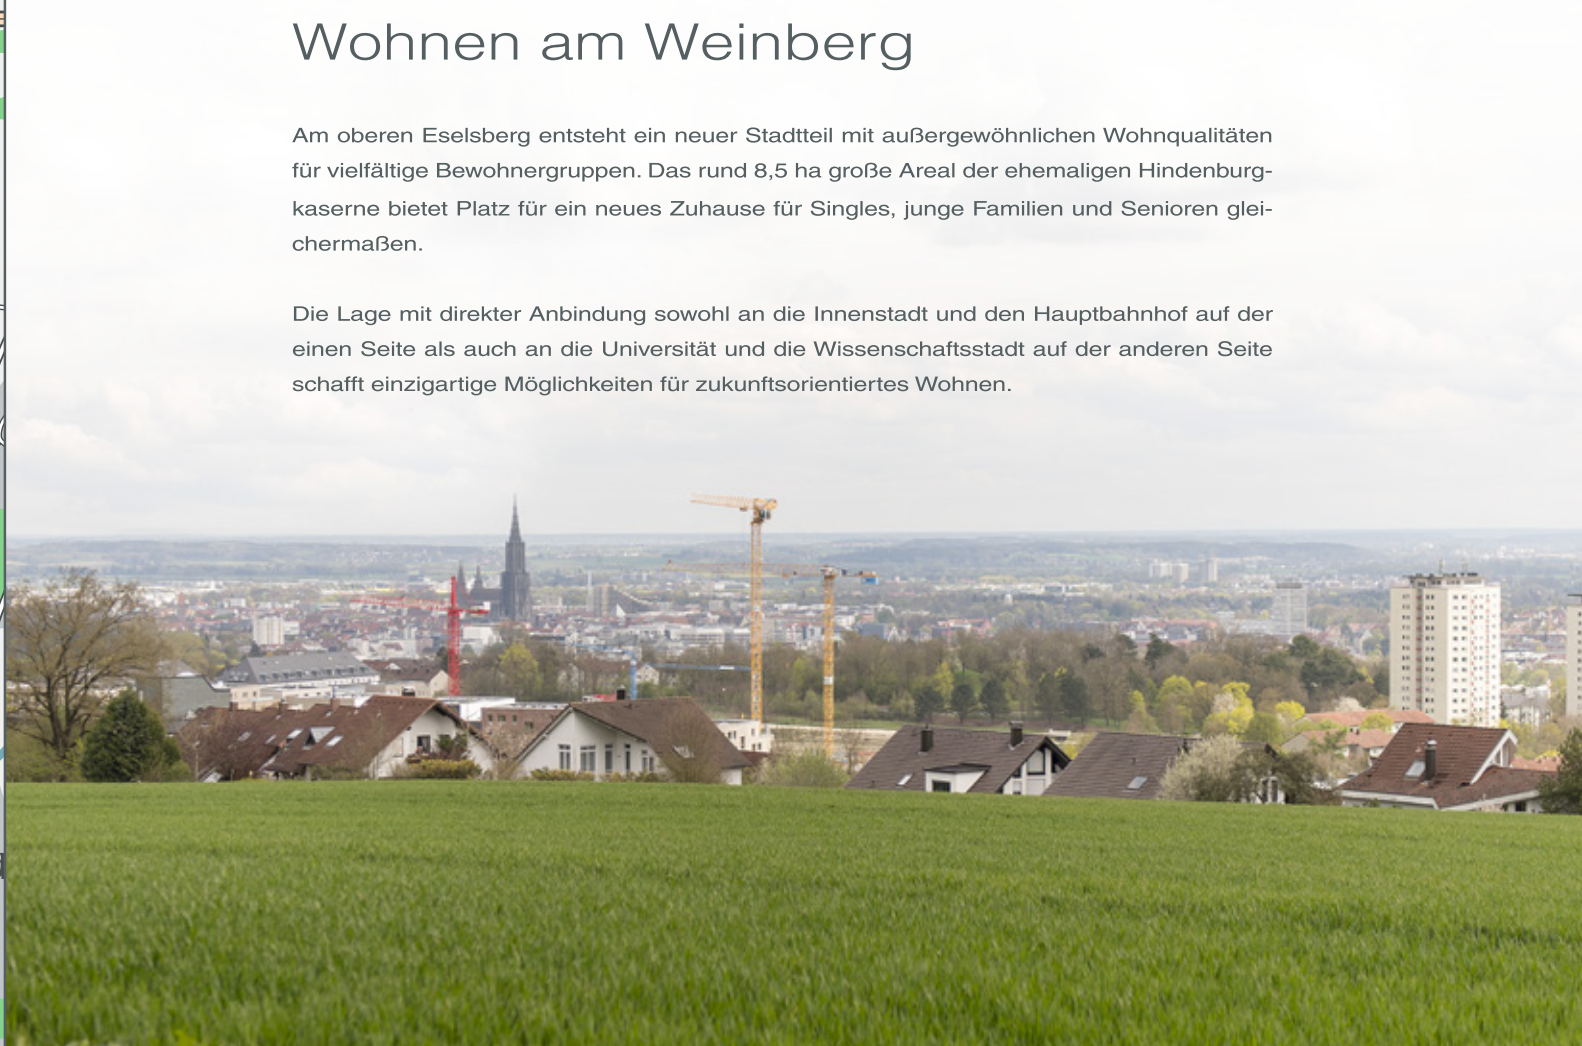 Wohnen am Weinberg
Am oberen Eselsberg entsteht ein neuer Stadtteil mit außergewöhnlichen Wohnqualitäten
für vielfältige Bewohnergruppen. Das rund 8,5 ha große Areal der ehemaligen Hindenburg-
kaserne bietet Platz für ein neues Zuhause für Singles, junge Familien und Senioren glei-
chermaßen.
Die Lage mit direkter Anbindung sowohl an die Innenstadt und den Hauptbahnhof auf der
einen Seite als auch an die Universität und die Wissenschaftsstadt auf der anderen Seite
schafft einzigartige Möglichkeiten für zukunftsorientiertes Wohnen.